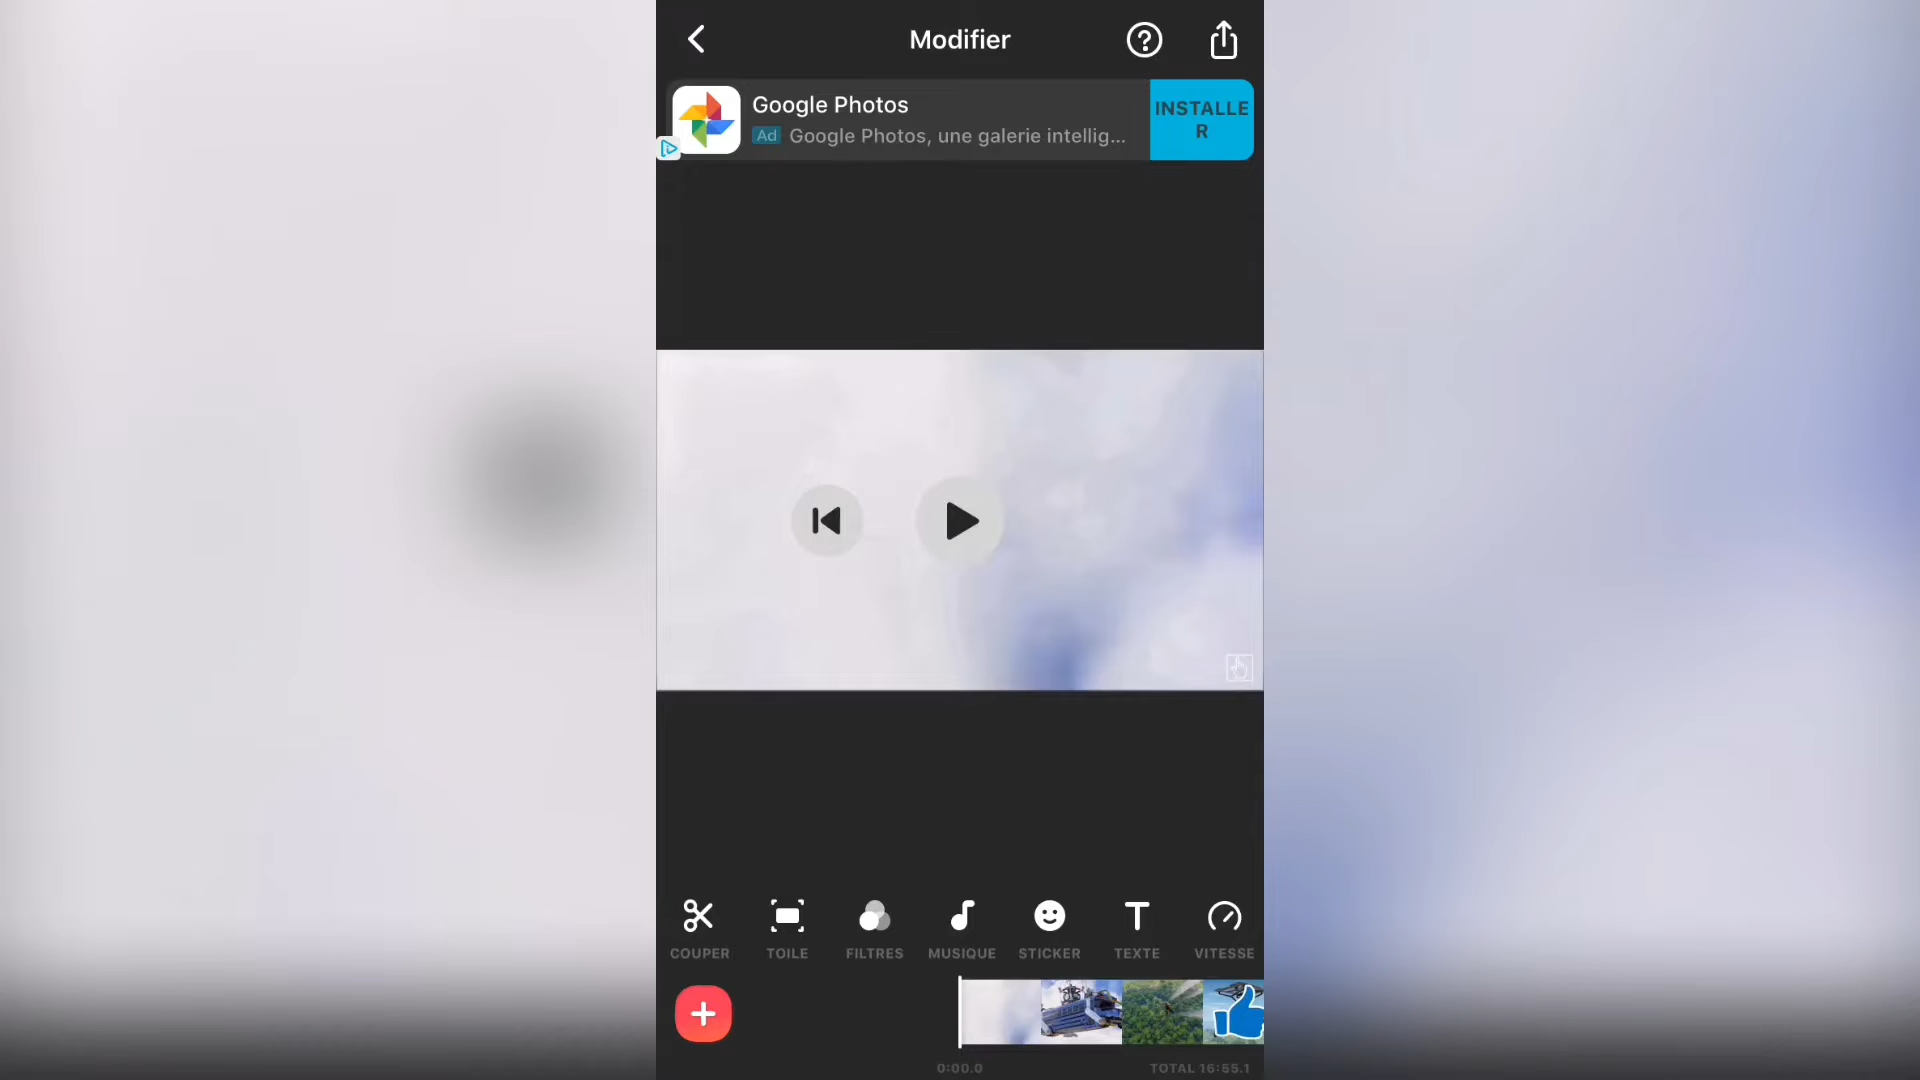 Modifier
Google Photos
Ad Google Photos, une galerie intellig...
INSTALLE
R
COUPER TOILE FILTRES MUSIQUE STICKER TEXTE VITESSE
0:00.0 TOTAL 16:55.1